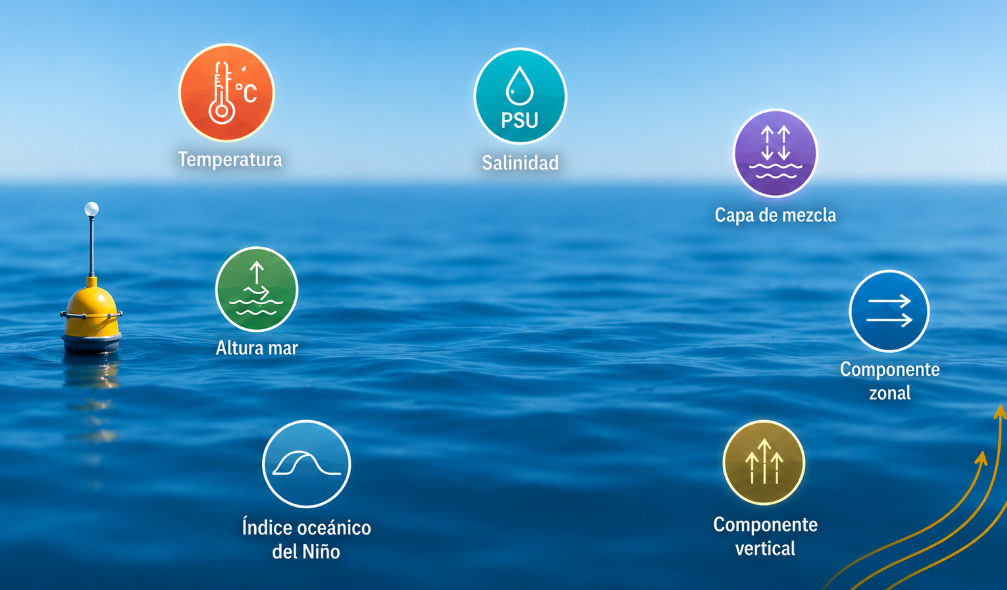 °C
Temperatura
PSU
Salinidad
Capa de mezcla
Altura mar
Componente
zonal
Índice oceánico
del Niño
Componente
vertical